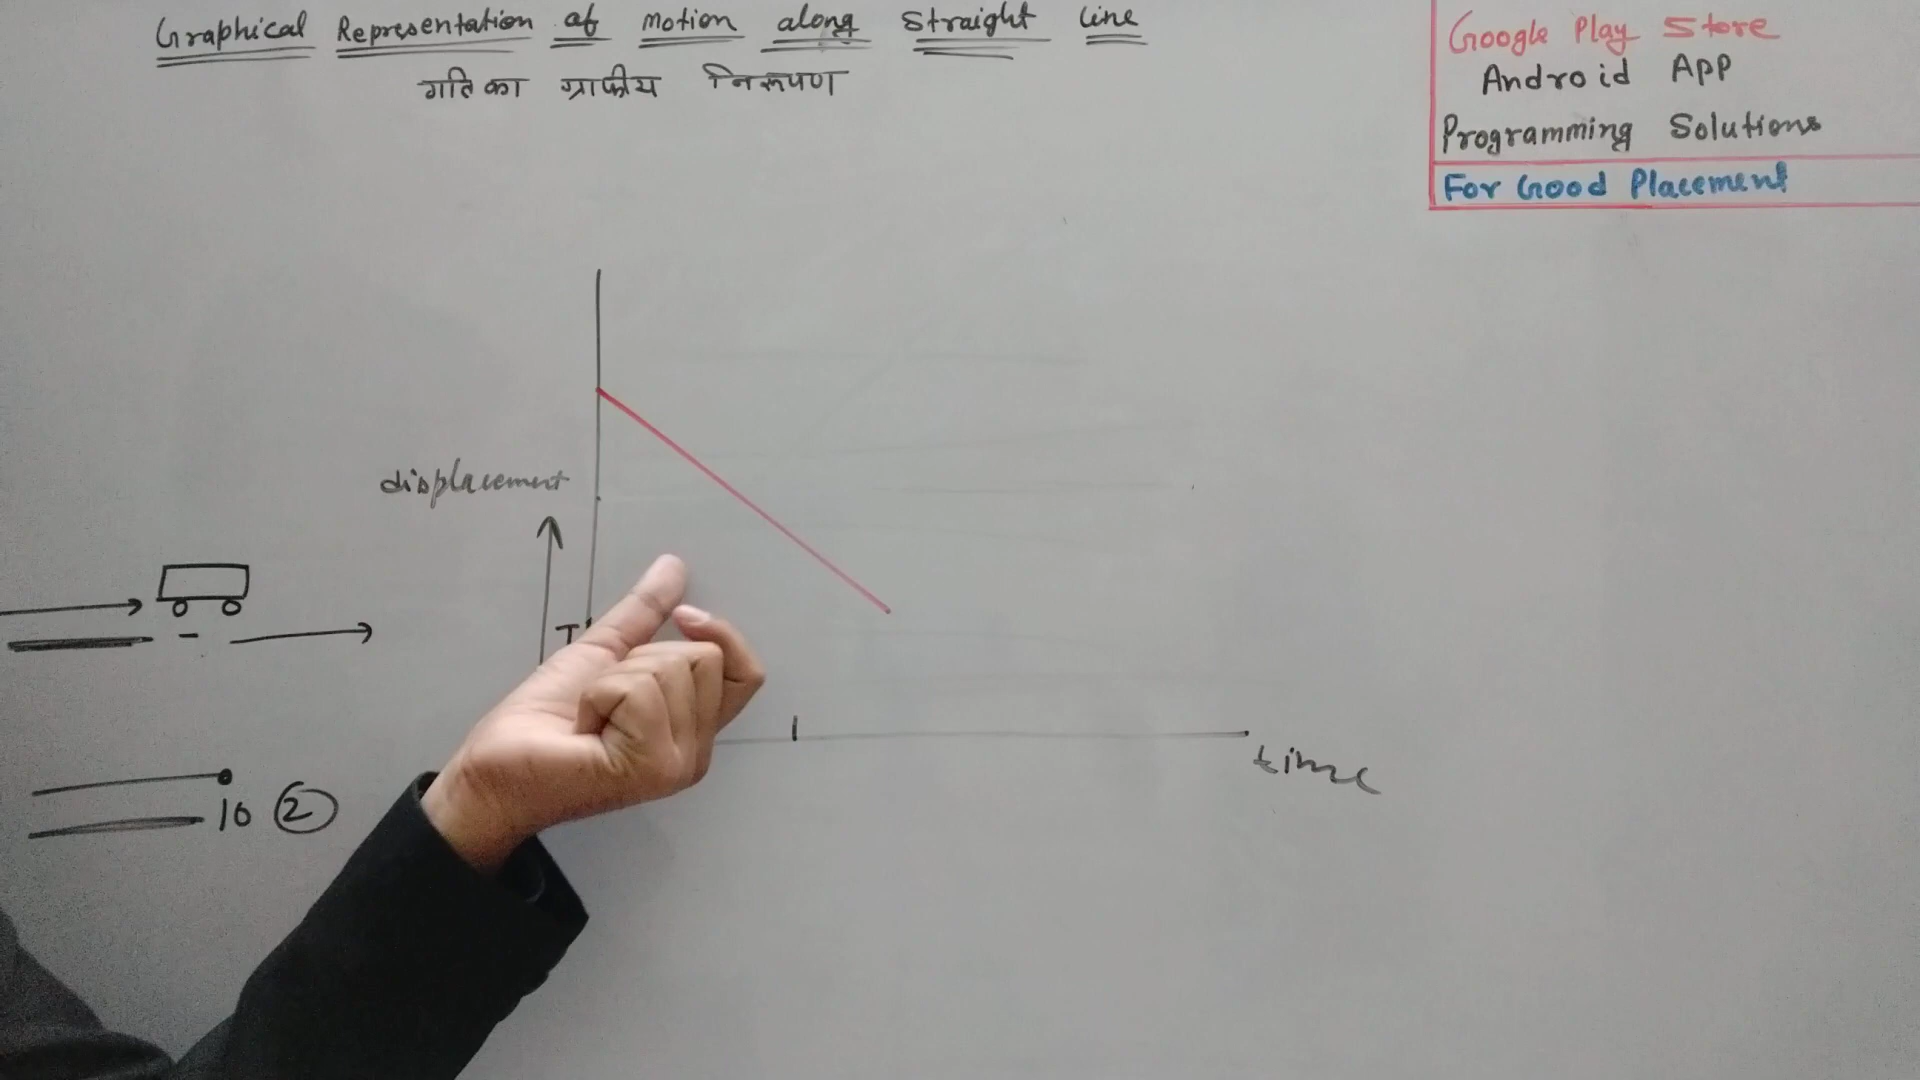 Graphical Representation of motion along Straight line
गति का ग्राफीय निरूपण
Google Play Store
Android App
Programming Solutions
For Good Placement
displacement
time
10 2